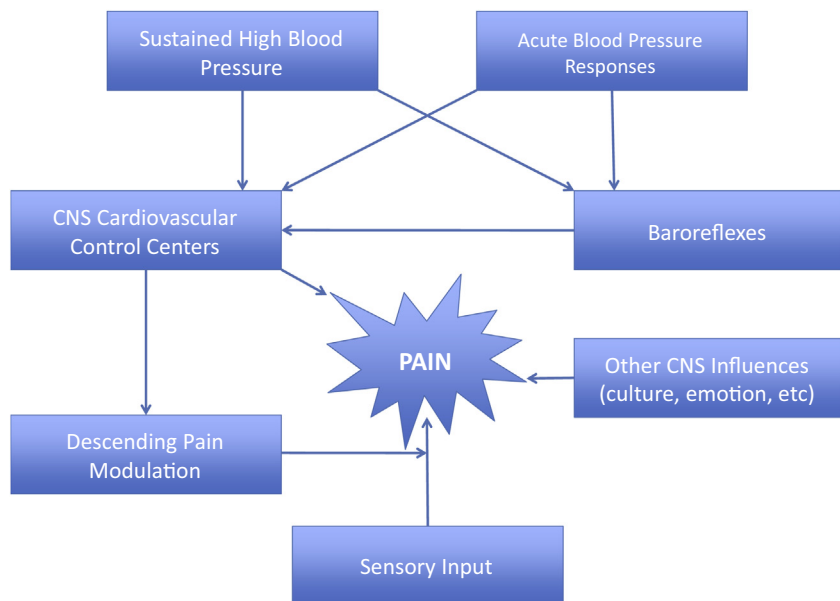 Sustained High Blood
Pressure
Acute Blood Pressure
Responses
CNS Cardiovascular
Control Centers
Baroreflexes
PAIN
Other CNS Influences
(culture, emotion, etc)
Descending Pain
Modulation
Sensory Input